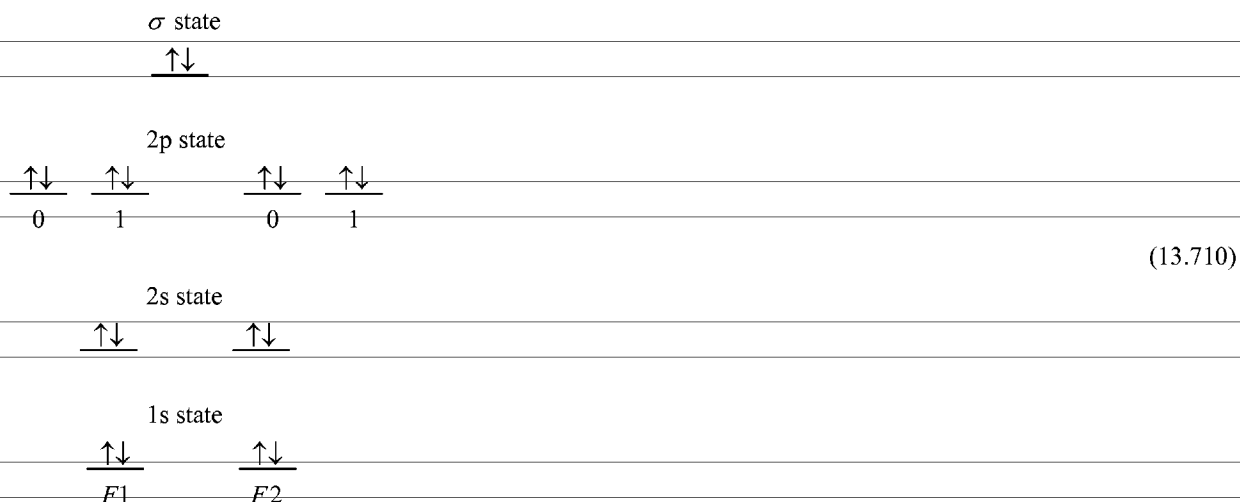 σ state
↑↓
2p state
↑↓ ↑↓ ↑↓ ↑↓
0 1 0 1
(13.710)
2s state
↑↓ ↑↓
1s state
↑↓ ↑↓
F1 F2